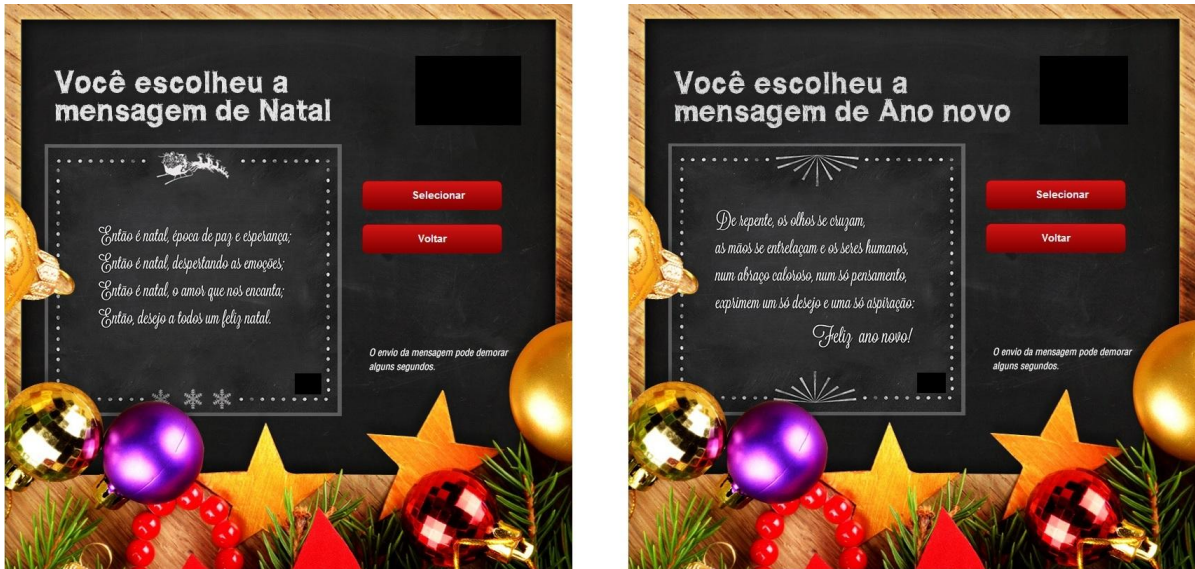 Você escolheu a
mensagem de Natal
Então é natal, época de paz e esperança;
Então é natal, despertando as emoções;
Então é natal, o amor que nos encanta;
Então, desejo a todos um feliz natal.
Selecionar
Voltar
O envio da mensagem pode demorar
alguns segundos.
Você escolheu a
mensagem de Ano novo
De repente, os olhos se cruzam,
as mãos se entrelaçam e os seres humanos,
num abraço caloroso, num só pensamento,
exprimem um só desejo e uma só aspiração:
Feliz ano novo!
Selecionar
Voltar
O envio da mensagem pode demorar
alguns segundos.